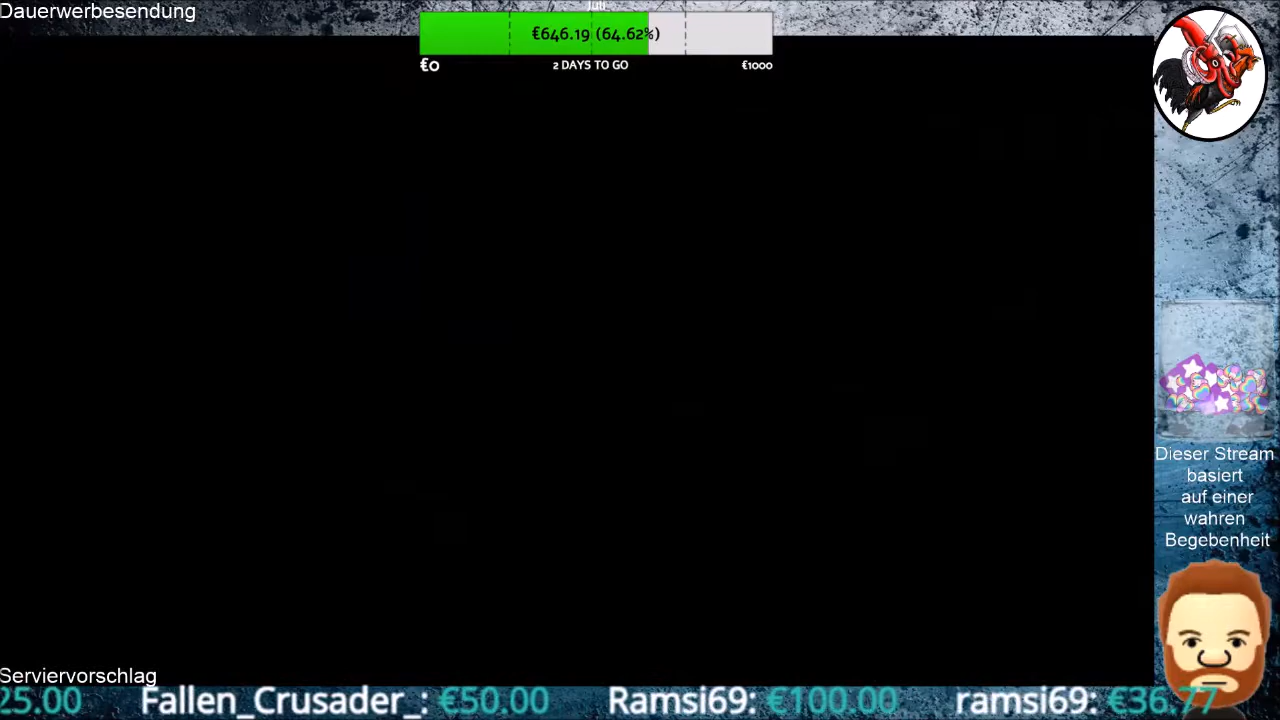 Dauerwerbesendung
Juli
€646.19 (64.62%)
€0
2 DAYS TO GO
€1000
Dieser Stream
basiert
auf einer
wahren
Begebenheit
Serviervorschlag
25.00 Fallen_Crusader_: €50.00 Ramsi69: €100.00 ramsi69: €36.77